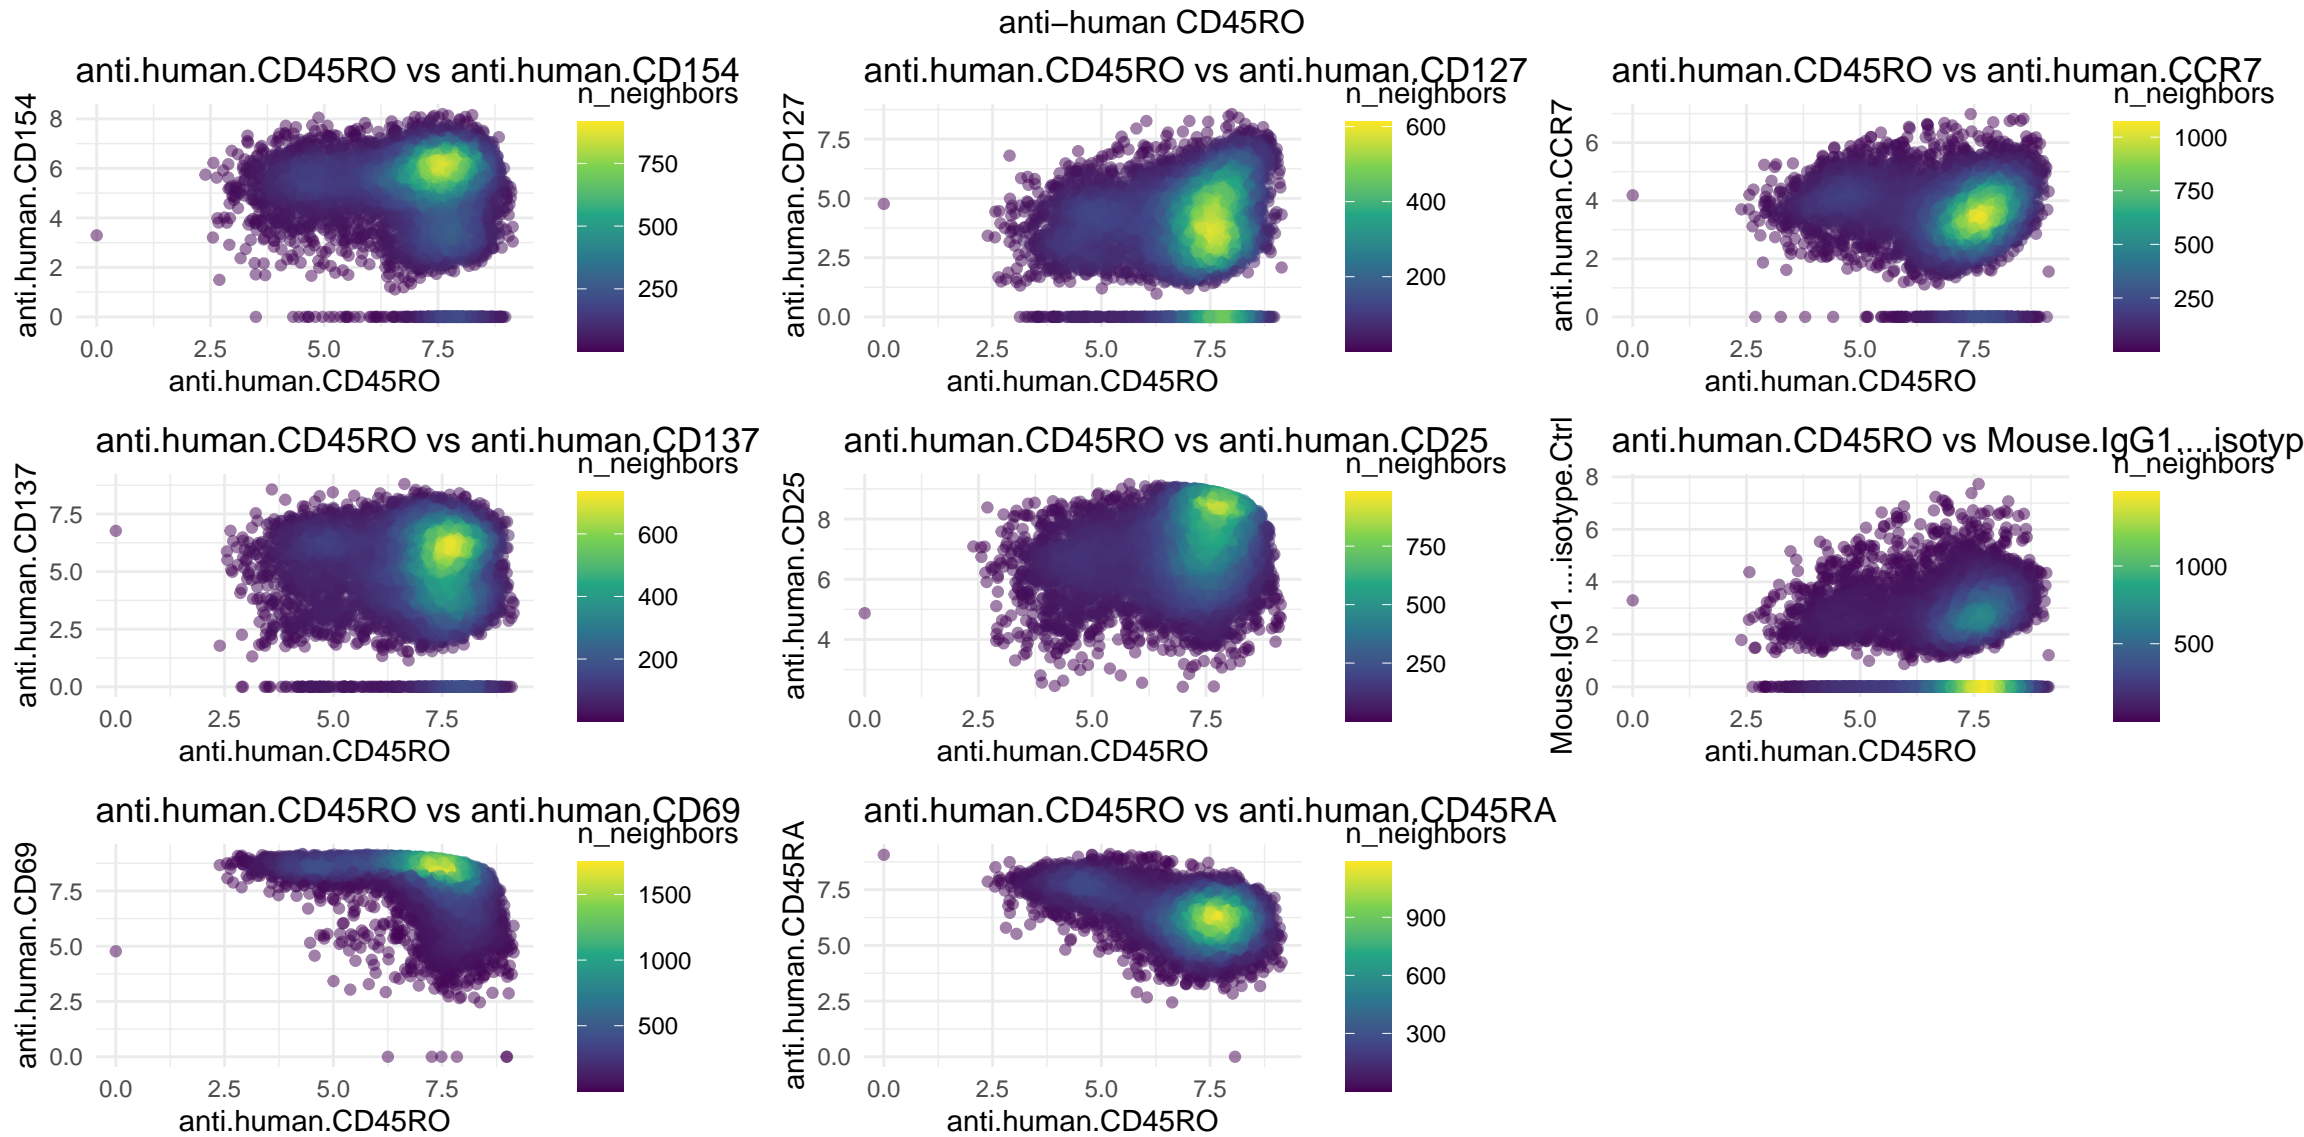 anti−human CD45RO
anti.human.CD45RO vs anti.human.CD154
n_neighbors
anti.human.CD154
8
6
4
2
0
750
500
250
0.0 2.5 5.0 7.5
anti.human.CD45RO
anti.human.CD45RO vs anti.human.CD127
n_neighbors
anti.human.CD127
7.5
5.0
2.5
0.0
600
400
200
0.0 2.5 5.0 7.5
anti.human.CD45RO
anti.human.CD45RO vs anti.human.CCR7
n_neighbors
anti.human.CCR7
6
4
2
0
1000
750
500
250
0.0 2.5 5.0 7.5
anti.human.CD45RO
anti.human.CD45RO vs anti.human.CD137
n_neighbors
anti.human.CD137
7.5
5.0
2.5
0.0
600
400
200
0.0 2.5 5.0 7.5
anti.human.CD45RO
anti.human.CD45RO vs anti.human.CD25
n_neighbors
anti.human.CD25
8
6
4
750
500
250
0.0 2.5 5.0 7.5
anti.human.CD45RO
anti.human.CD45RO vs Mouse.IgG1....isotyp
n_neighbors
Mouse.IgG1....isotype.Ctrl
8
6
4
2
0
1000
500
0.0 2.5 5.0 7.5
anti.human.CD45RO
anti.human.CD45RO vs anti.human.CD69
n_neighbors
anti.human.CD69
7.5
5.0
2.5
0.0
1500
1000
500
0.0 2.5 5.0 7.5
anti.human.CD45RO
anti.human.CD45RO vs anti.human.CD45RA
n_neighbors
anti.human.CD45RA
7.5
5.0
2.5
0.0
900
600
300
0.0 2.5 5.0 7.5
anti.human.CD45RO